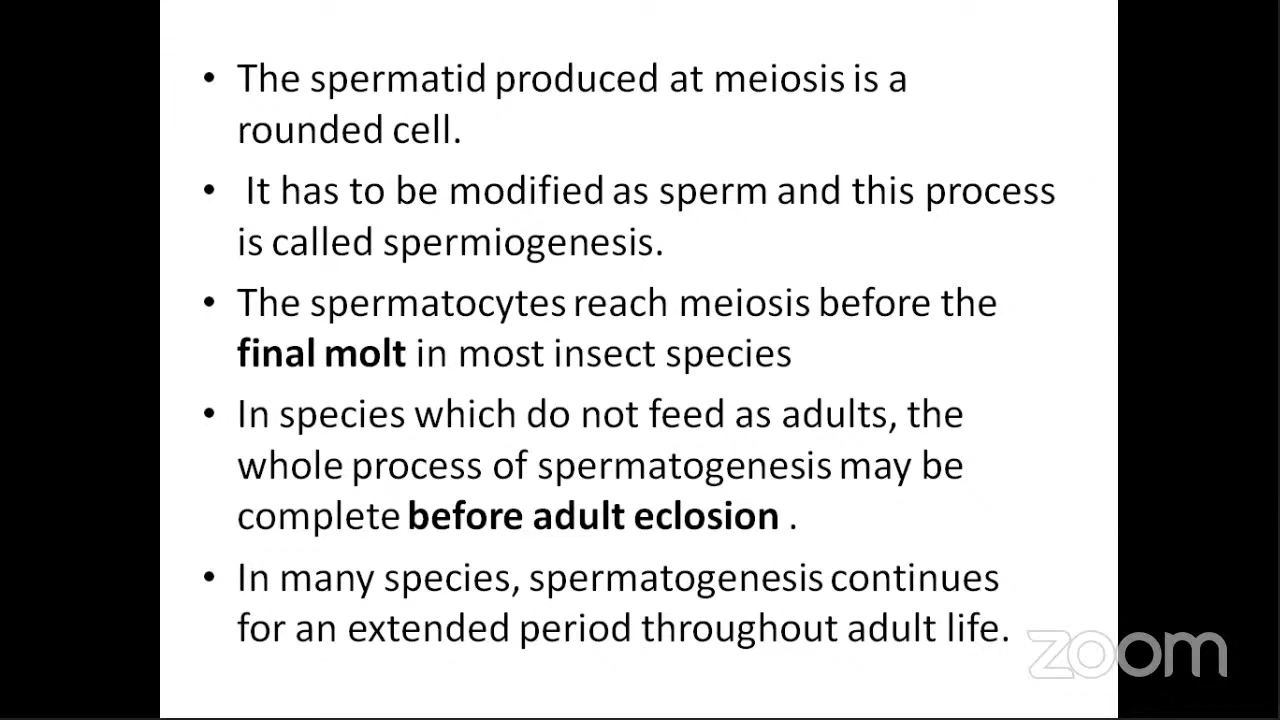 • The spermatid produced at meiosis is a
rounded cell.
• It has to be modified as sperm and this process
is called spermiogenesis.
• The spermatocytes reach meiosis before the
final molt in most insect species
• In species which do not feed as adults, the
whole process of spermatogenesis may be
complete before adult eclosion .
• In many species, spermatogenesis continues
for an extended period throughout adult life.
zoom